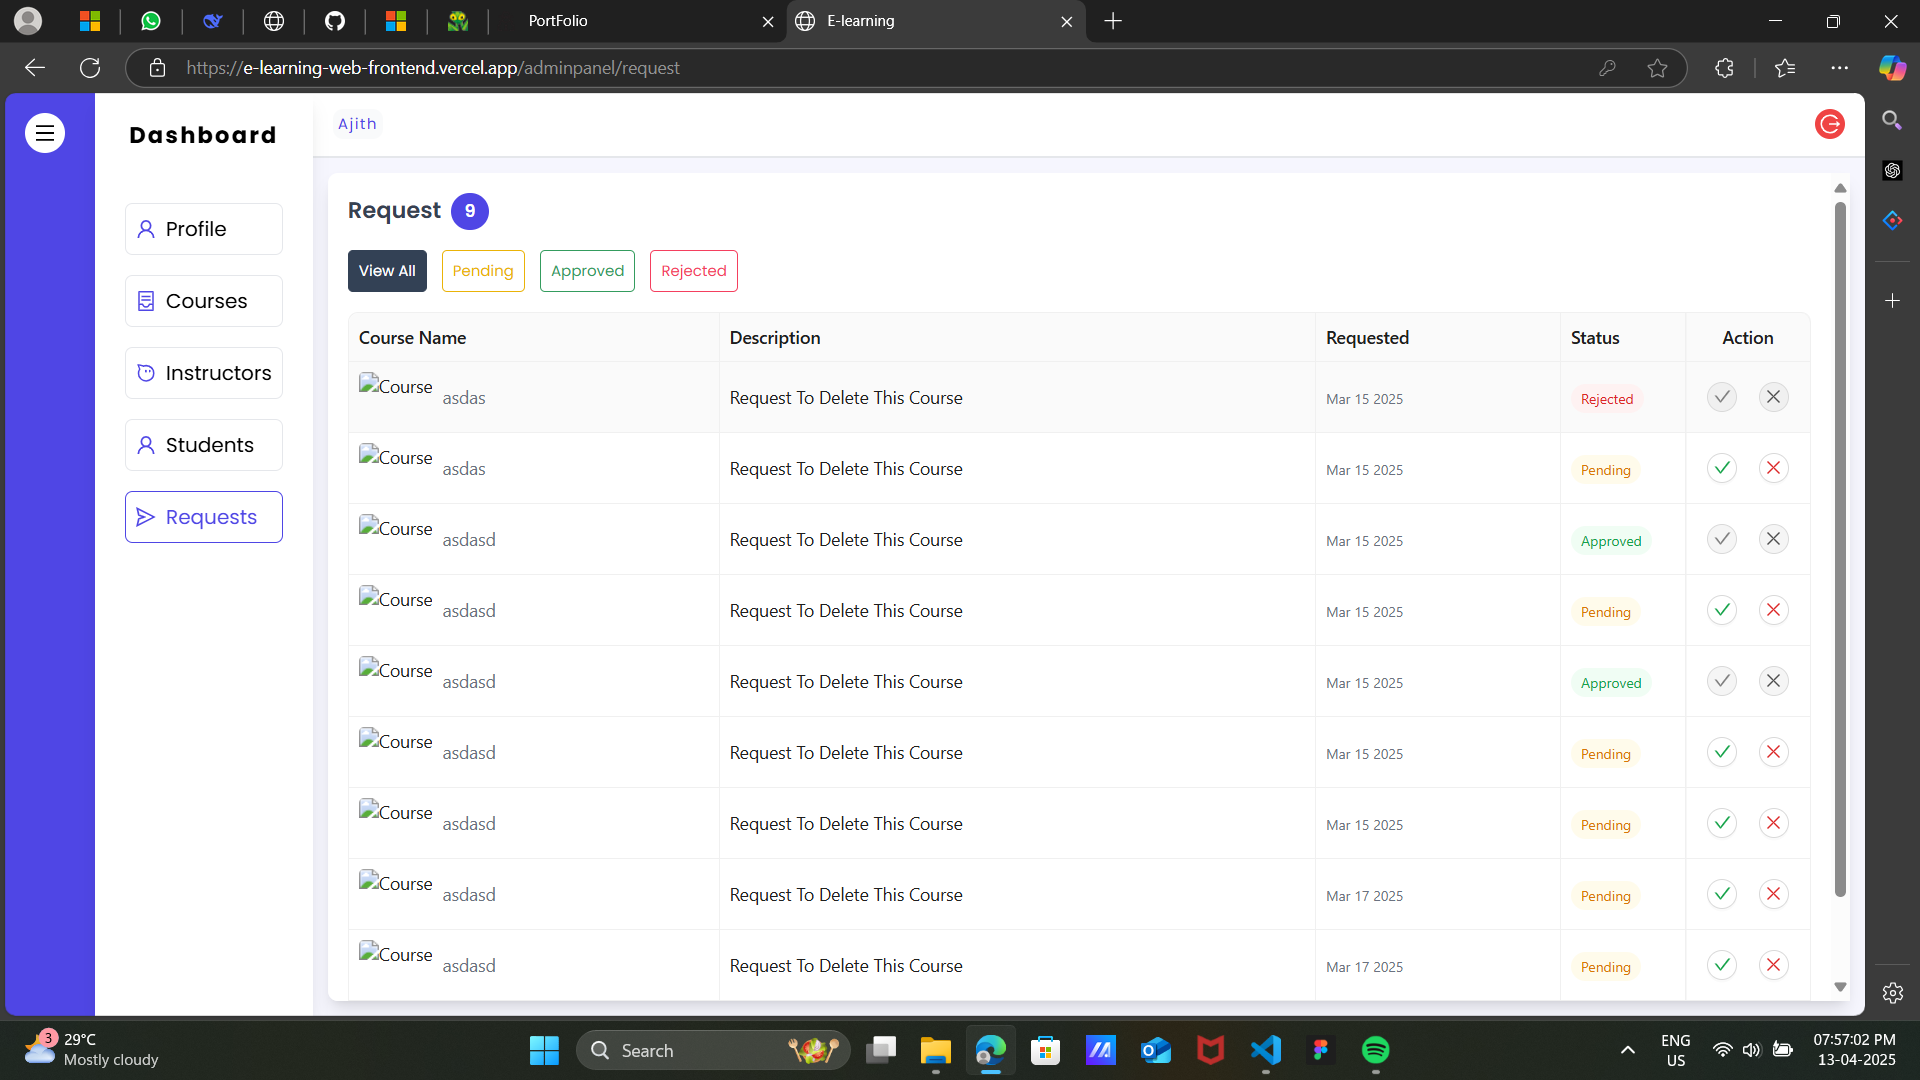 PortFolio
E-learning
https://e-learning-web-frontend.vercel.app/adminpanel/request
Dashboard
Profile
Courses
Instructors
Students
Requests
Ajith
Request 9
View All Pending Approved Rejected
Course Name Description Requested Status Action
Course asdas Request To Delete This Course Mar 15 2025 Rejected
Course asdas Request To Delete This Course Mar 15 2025 Pending
Course asdasd Request To Delete This Course Mar 15 2025 Approved
Course asdasd Request To Delete This Course Mar 15 2025 Pending
Course asdasd Request To Delete This Course Mar 15 2025 Approved
Course asdasd Request To Delete This Course Mar 15 2025 Pending
Course asdasd Request To Delete This Course Mar 15 2025 Pending
Course asdasd Request To Delete This Course Mar 17 2025 Pending
Course asdasd Request To Delete This Course Mar 17 2025 Pending
3
29°C
Mostly cloudy
Search
ENG
US
07:57:02 PM
13-04-2025